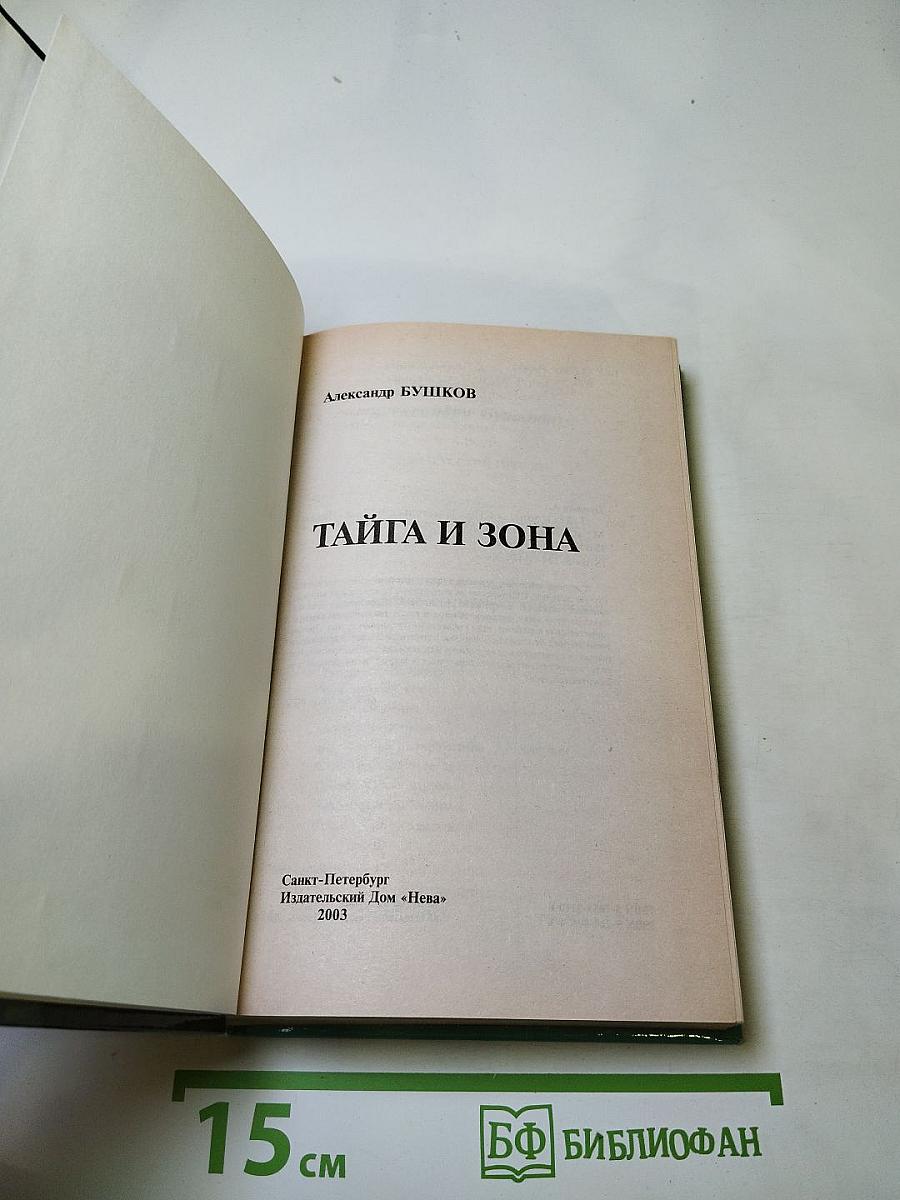 Александр БУШКОВ
ТАЙГА И ЗОНА
Санкт-Петербург
Издательский Дом «Нева»
2003
15 см
БФ БИБЛИОФАН